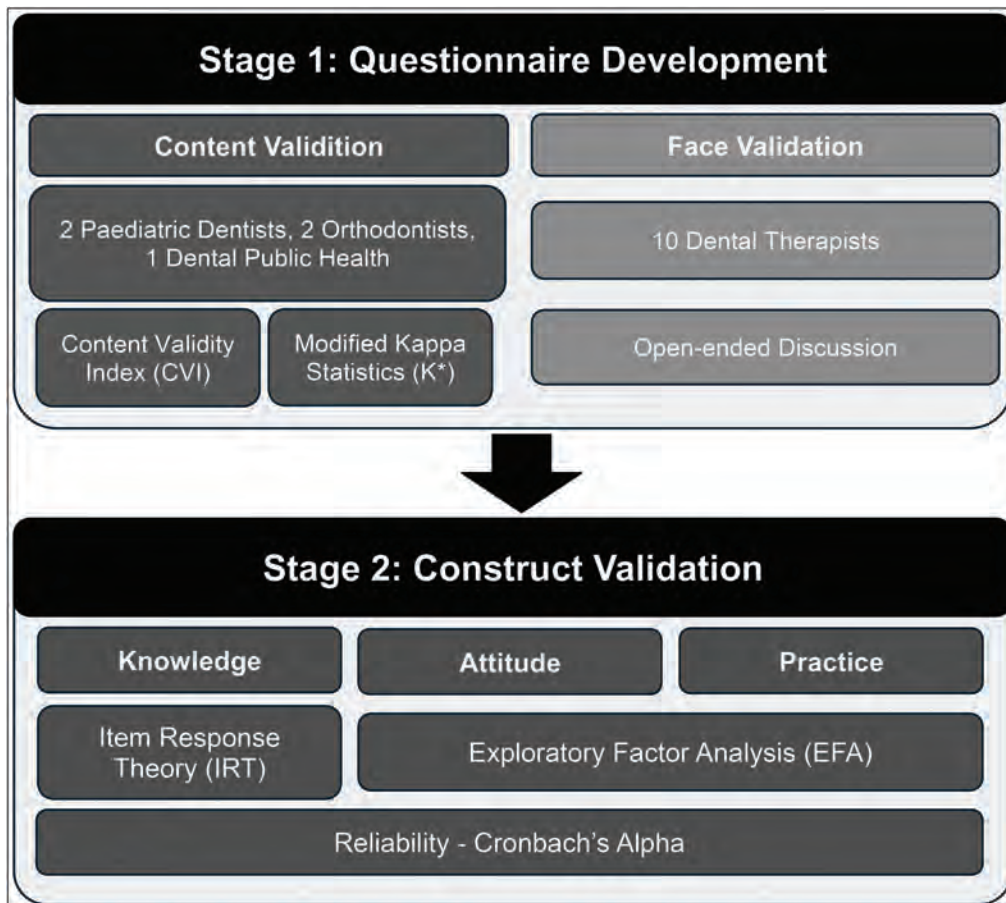 Stage 1: Questionnaire Development
Content Validition
Face Validation
2 Paediatric Dentists, 2 Orthodontists,
1 Dental Public Health
10 Dental Therapists
Content Validity
Index (CVI)
Modified Kappa
Statistics (K*)
Open-ended Discussion
Stage 2: Construct Validation
Knowledge
Attitude
Practice
Item Response
Theory (IRT)
Exploratory Factor Analysis (EFA)
Reliability - Cronbach's Alpha